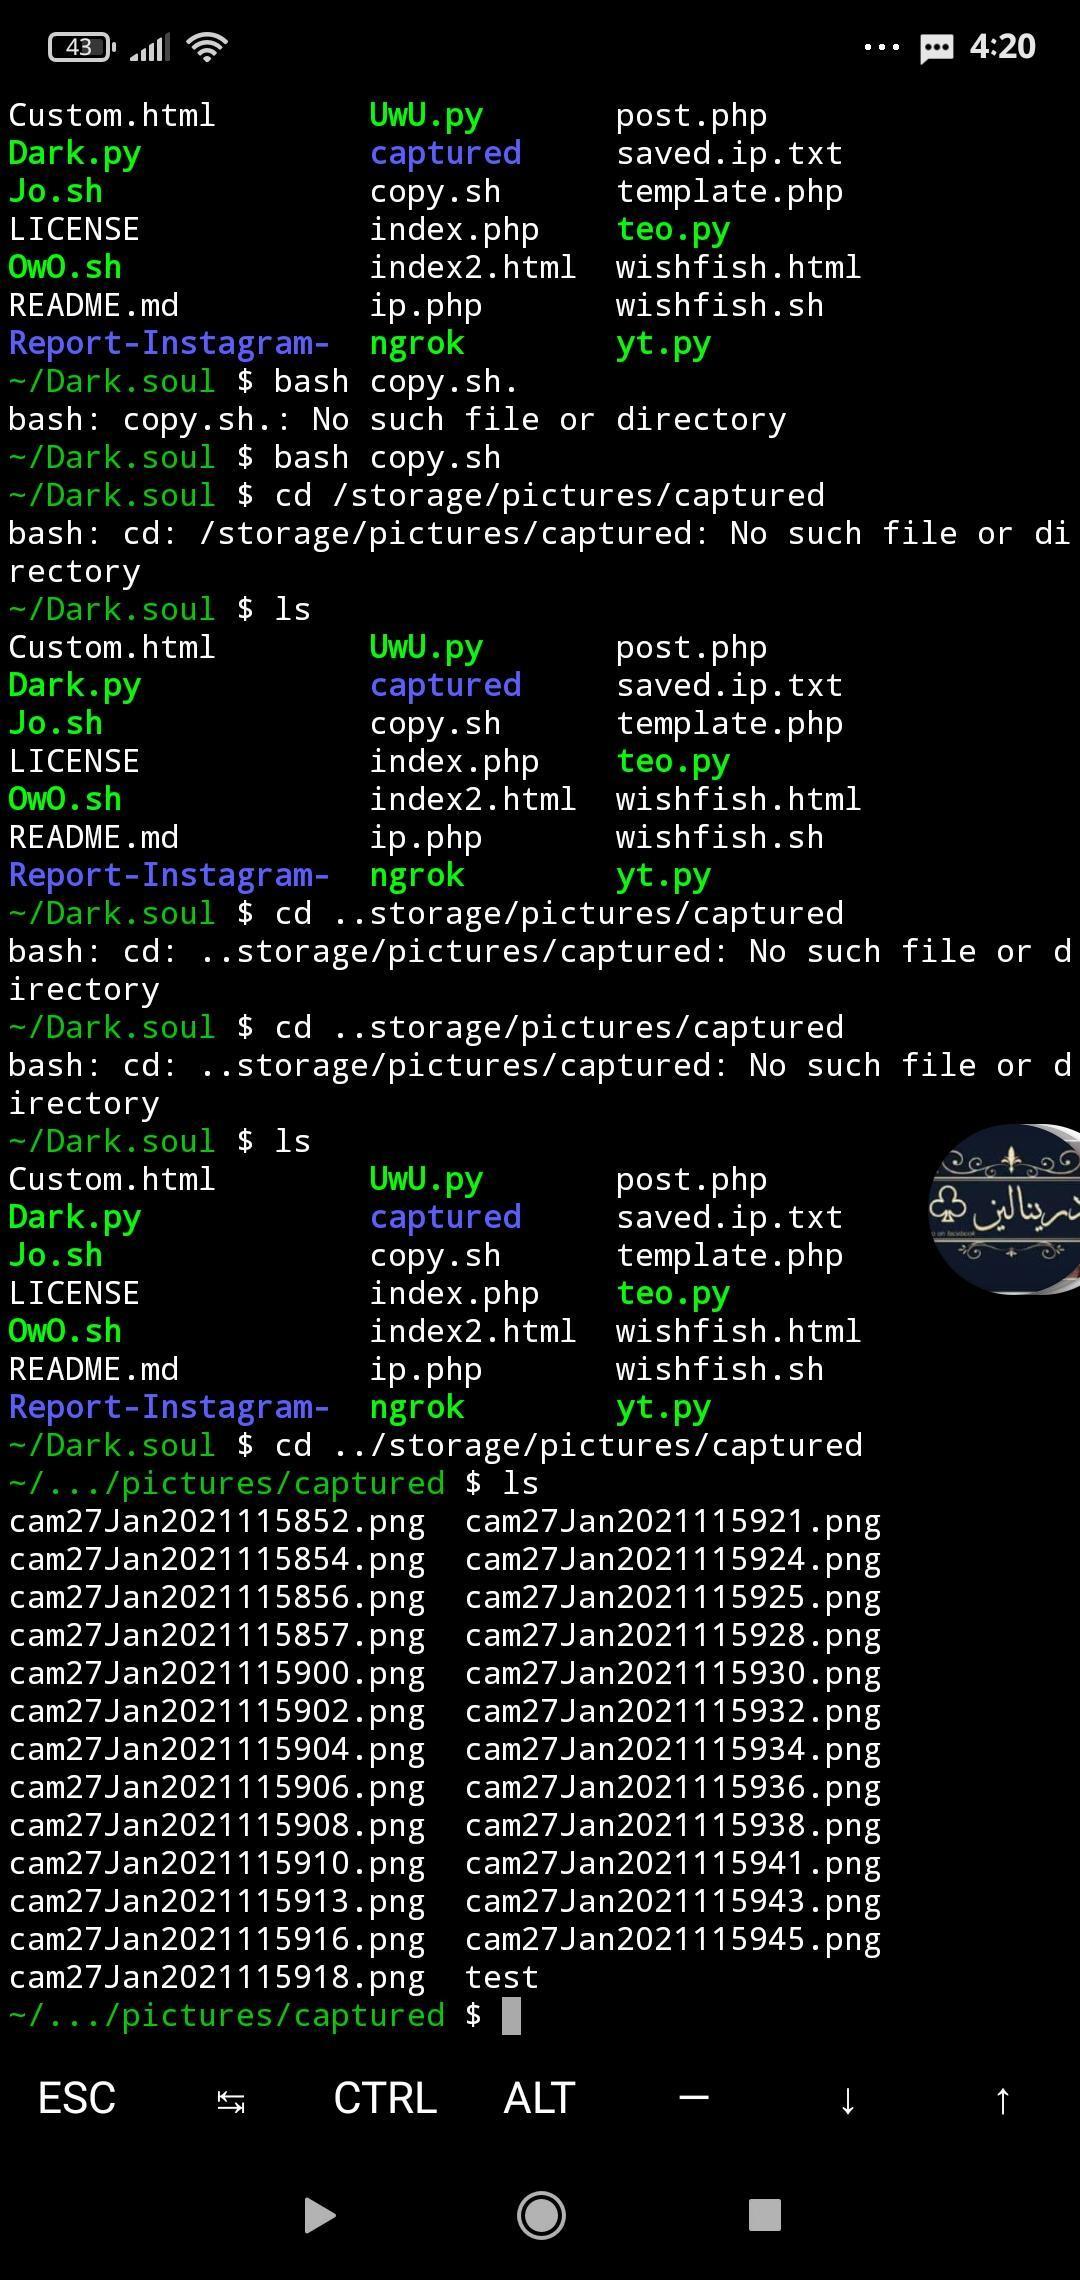 43 4:20
Custom.html UwU.py post.php
Dark.py captured saved.ip.txt
Jo.sh copy.sh template.php
LICENSE index.php teo.py
OwO.sh index2.html wishfish.html
README.md ip.php wishfish.sh
Report-Instagram- ngrok yt.py
~/Dark.soul $ bash copy.sh.
bash: copy.sh.: No such file or directory
~/Dark.soul $ bash copy.sh
~/Dark.soul $ cd /storage/pictures/captured
bash: cd: /storage/pictures/captured: No such file or di
rectory
~/Dark.soul $ ls
Custom.html UwU.py post.php
Dark.py captured saved.ip.txt
Jo.sh copy.sh template.php
LICENSE index.php teo.py
OwO.sh index2.html wishfish.html
README.md ip.php wishfish.sh
Report-Instagram- ngrok yt.py
~/Dark.soul $ cd ..storage/pictures/captured
bash: cd: ..storage/pictures/captured: No such file or d
irectory
~/Dark.soul $ cd ..storage/pictures/captured
bash: cd: ..storage/pictures/captured: No such file or d
irectory
~/Dark.soul $ ls
Custom.html UwU.py post.php
Dark.py captured saved.ip.txt
Jo.sh copy.sh template.php
LICENSE index.php teo.py
OwO.sh index2.html wishfish.html
README.md ip.php wishfish.sh
Report-Instagram- ngrok yt.py
~/Dark.soul $ cd ../storage/pictures/captured
~/.../pictures/captured $ ls
cam27Jan2021115852.png cam27Jan2021115921.png
cam27Jan2021115854.png cam27Jan2021115924.png
cam27Jan2021115856.png cam27Jan2021115925.png
cam27Jan2021115857.png cam27Jan2021115928.png
cam27Jan2021115900.png cam27Jan2021115930.png
cam27Jan2021115902.png cam27Jan2021115932.png
cam27Jan2021115904.png cam27Jan2021115934.png
cam27Jan2021115906.png cam27Jan2021115936.png
cam27Jan2021115908.png cam27Jan2021115938.png
cam27Jan2021115910.png cam27Jan2021115941.png
cam27Jan2021115913.png cam27Jan2021115943.png
cam27Jan2021115916.png cam27Jan2021115945.png
cam27Jan2021115918.png test
~/.../pictures/captured $
ESC ↹ CTRL ALT — ↓ ↑